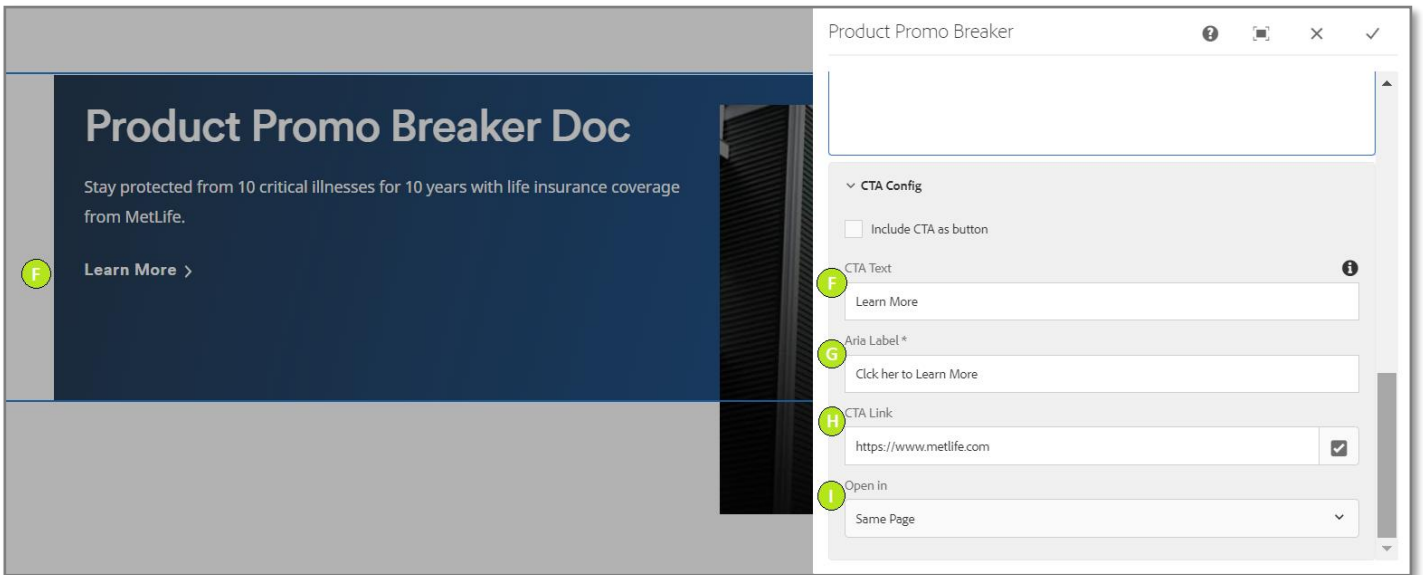 Product Promo Breaker
Product Promo Breaker Doc
Stay protected from 10 critical illnesses for 10 years with life insurance coverage
from MetLife.
F
Learn More >
CTA Config
Include CTA as button
CTA Text
F
Learn More
Aria Label *
G
Clck her to Learn More
CTA Link
H
https://www.metlife.com
Open in
I
Same Page